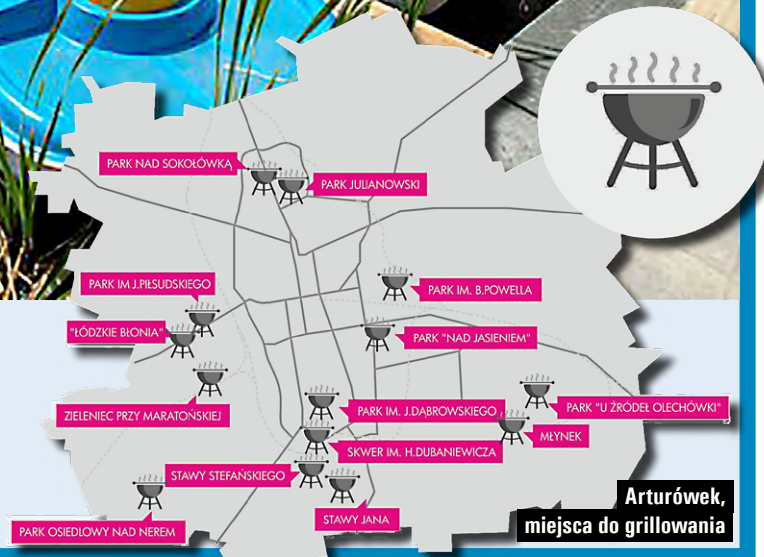 PARK NAD SOKOŁÓWKĄ
PARK JULIANOWSKI
PARK IM J.PIŁSUDSKIEGO
PARK IM. B.POWELLA
"ŁÓDZKIE BŁONIA"
PARK "NAD JASIENIEM"
ZIELENIEC PRZY MARATOŃSKIEJ
PARK IM. J.DĄBROWSKIEGO
PARK "U ŹRÓDEŁ OLECHÓWKI"
MŁYNEK
SKWER IM. H.DUBANIEWICZA
STAWY STEFAŃSKIEGO
STAWY JANA
PARK OSIEDLOWY NAD NEREM
Arturówek,
miejsca do grillowania